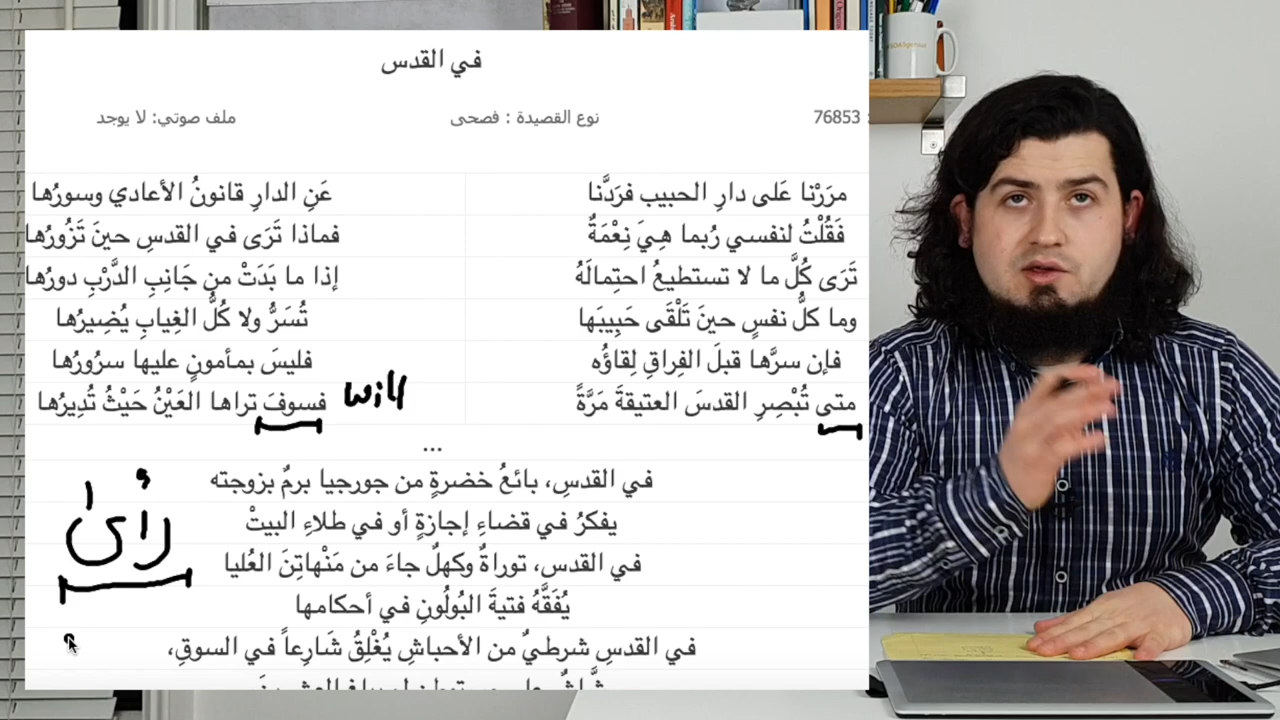 في القدس
76853
نوع القصيدة : فصحى
ملف صوتي: لا يوجد
مرَرْنا عَلى دارِ الحبيب فرَدَّنا
عَنِ الدارِ قانونُ الأعادي وسورُها
فَقُلْتُ لنفسي رُبما هِيَ نِعْمَةٌ
فماذا تَرَى في القدسِ حينَ تَزُورُها
تَرَى كُلَّ ما لا تستطيعُ احتِمالَهُ
إذا ما بَدَتْ من جَانِبِ الدَّرْبِ دورُها
وما كلُّ نفسٍ حينَ تَلْقَى حَبِيبَها
تُسَرُّ ولا كُلُّ الغِيابِ يُضِيرُها
فإن سرَّها قبلَ الفِراقِ لِقاؤُه
فليسَ بمأمونٍ عليها سرُورُها
متى تُبْصِرِ القدسَ العتيقةَ مَرَّةً
فسوفَ تراها العَيْنُ حَيْثُ تُدِيرُها
will
...
في القدسِ، بائعُ خضرةٍ من جورجيا برمٌ بزوجته
يفكرُ في قضاءِ إجازةٍ أو في طلاءِ البيتْ
رأى
في القدس، توراةٌ وكهلٌ جاءَ من مَنْهاتِنَ العُليا
يُفَقَّهُ فتيةَ البُولُونِ في أحكامها
في القدسِ شرطيٌ من الأحباشِ يُغْلِقُ شَارِعاً في السوقِ،